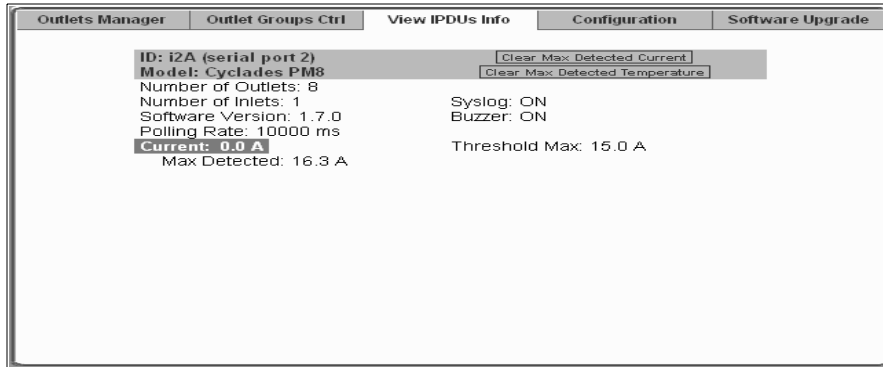 Outlets Manager Outlet Groups Ctrl View IPDUs Info Configuration Software Upgrade
ID: i2A (serial port 2) Clear Max Detected Current
Model: Cyclades PM8 Clear Max Detected Temperature
Number of Outlets: 8
Number of Inlets: 1 Syslog: ON
Software Version: 1.7.0 Buzzer: ON
Polling Rate: 10000 ms
Current: 0.0 A Threshold Max: 15.0 A
Max Detected: 16.3 A